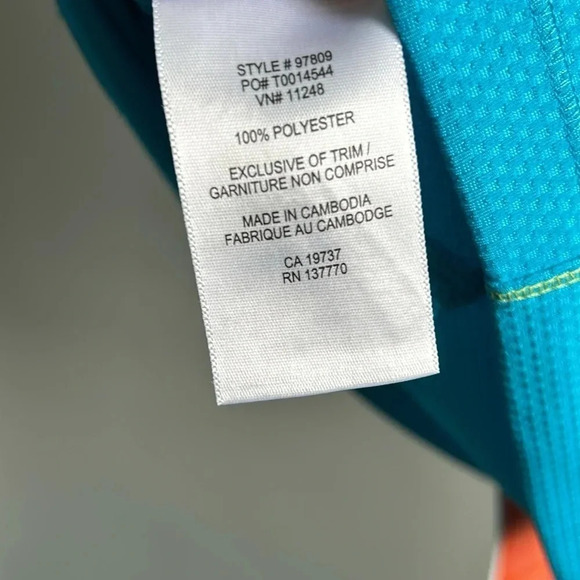 STYLE # 97809
PO# T0014544
VN# 11248
100% POLYESTER
EXCLUSIVE OF TRIM /
GARNITURE NON COMPRISE
MADE IN CAMBODIA
FABRIQUE AU CAMBODGE
CA 19737
RN 137770